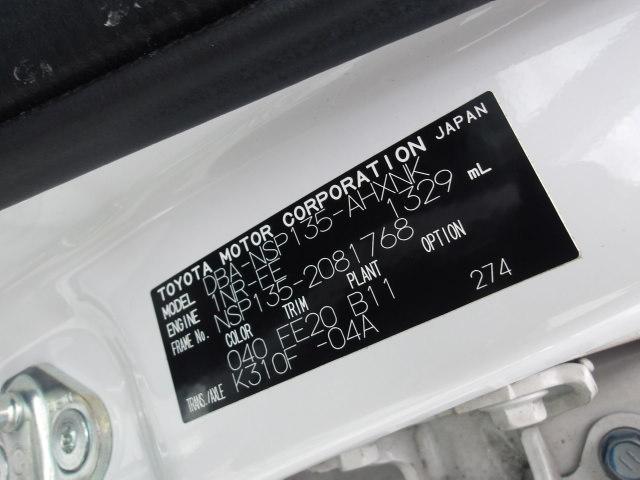 TOYOTA MOTOR CORPORATION JAPAN
MODEL DBA-NSP135-AHXNK
ENGINE 1NR-FE 1329 mL
FRAME No. NSP135-2081768
COLOR TRIM PLANT OPTION
040 FE20 B11 274
TRANS./AXLE K310F -04A